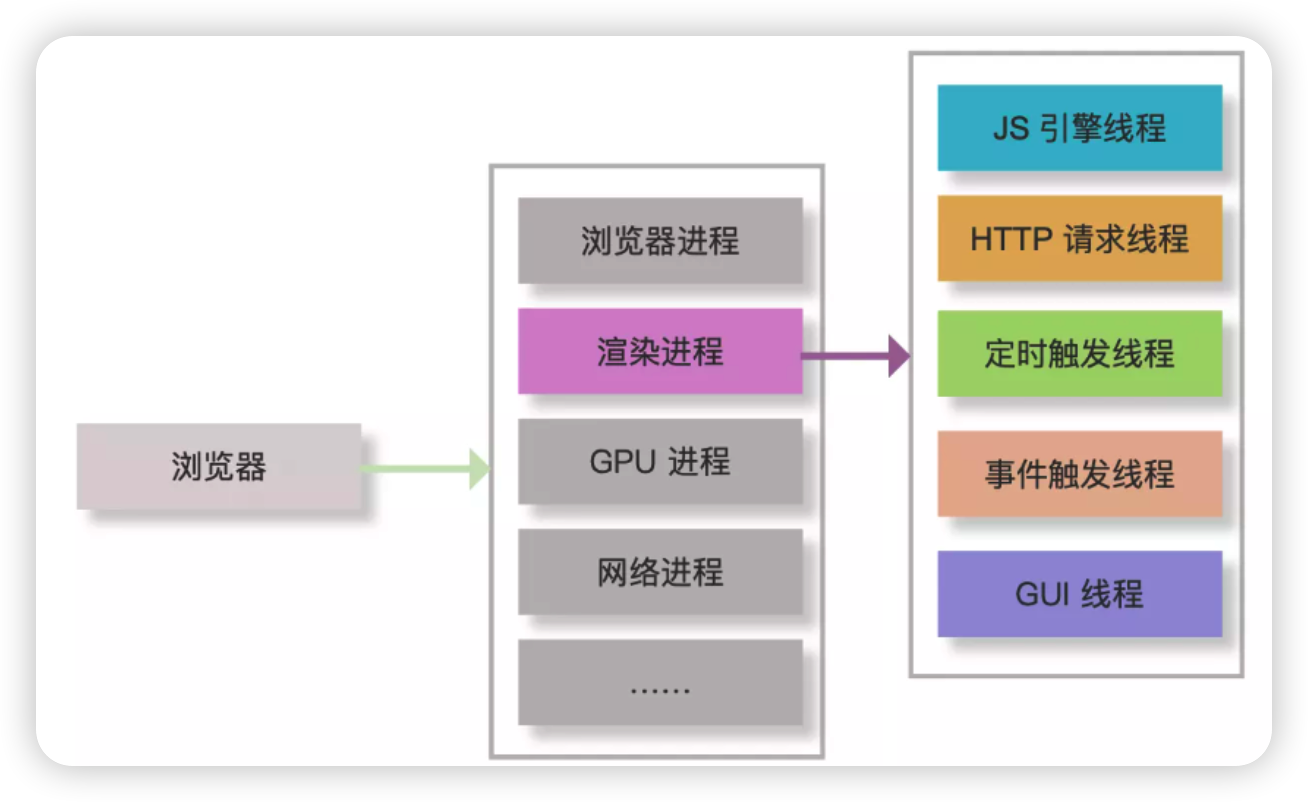 浏览器
浏览器进程
渲染进程
GPU 进程
网络进程
......
JS 引擎线程
HTTP 请求线程
定时触发线程
事件触发线程
GUI 线程